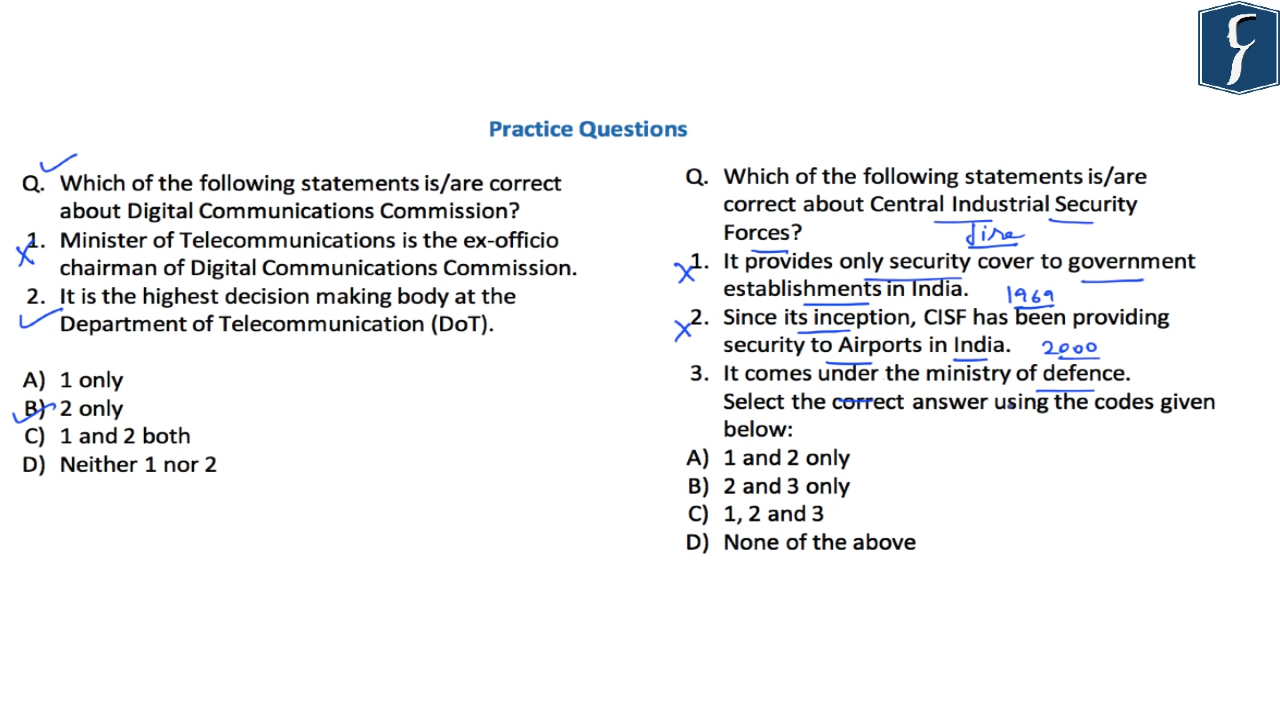 Practice Questions
Q. Which of the following statements is/are correct
about Digital Communications Commission?
1. Minister of Telecommunications is the ex-officio
chairman of Digital Communications Commission.
2. It is the highest decision making body at the
Department of Telecommunication (DoT).
A) 1 only
B) 2 only
C) 1 and 2 both
D) Neither 1 nor 2
Q. Which of the following statements is/are
correct about Central Industrial Security
Forces?
fire
1. It provides only security cover to government
establishments in India.
1969
2. Since its inception, CISF has been providing
security to Airports in India.
2000
3. It comes under the ministry of defence.
Select the correct answer using the codes given
below:
A) 1 and 2 only
B) 2 and 3 only
C) 1, 2 and 3
D) None of the above